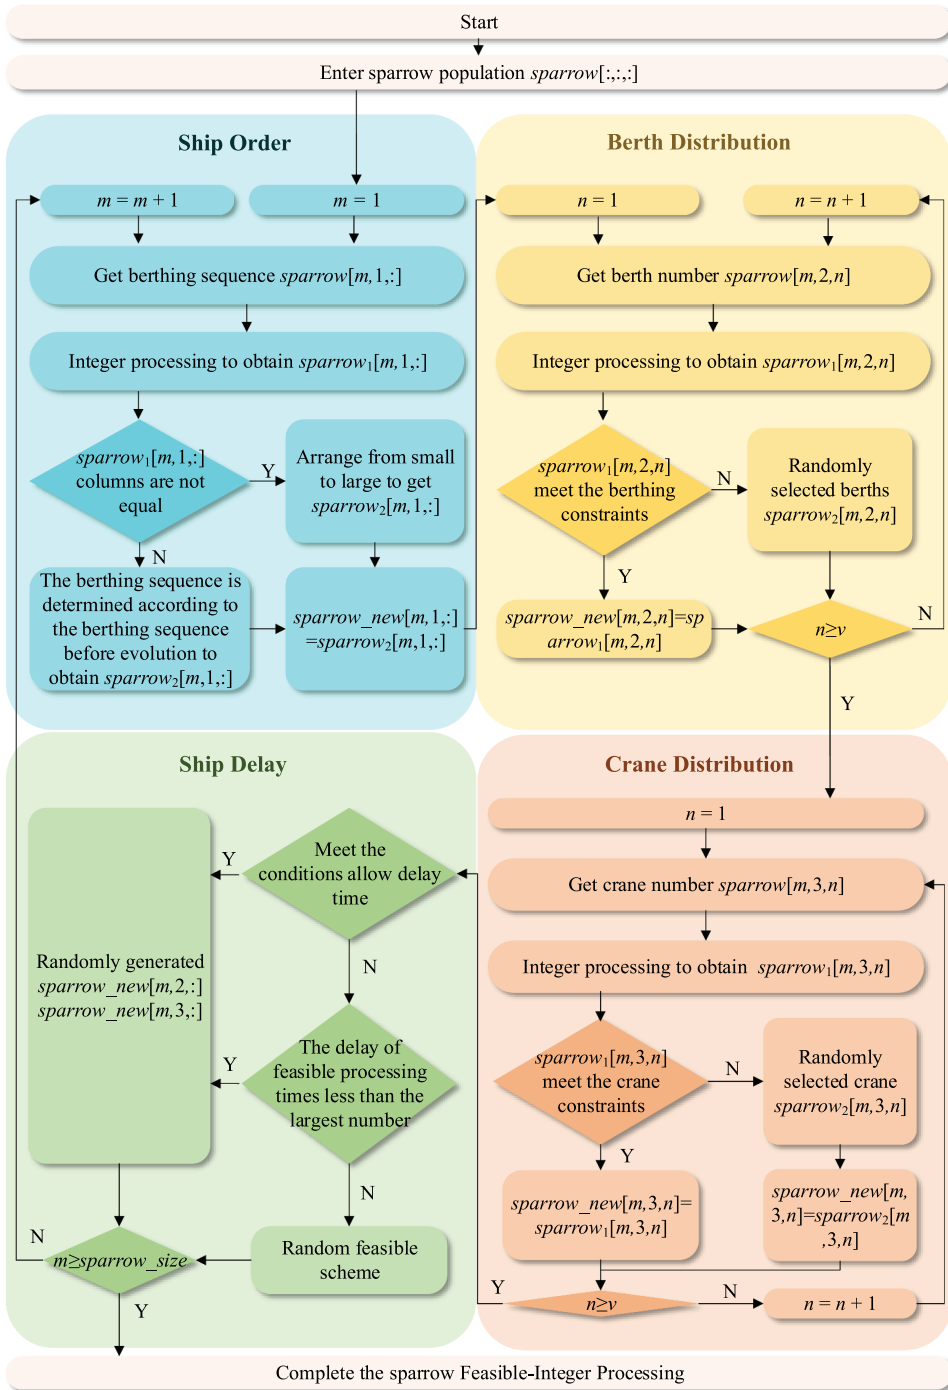 Start
Enter sparrow population sparrow[:,:,:]
Ship Order
m = m + 1
m = 1
Get berthing sequence sparrow[m,1,:]
Integer processing to obtain sparrow₁[m,1,:]
sparrow₁[m,1,:]
columns are not
equal
Y
N
Arrange from small
to large to get
sparrow₂[m,1,:]
The berthing sequence is
determined according to
the berthing sequence
before evolution to
obtain sparrow₂[m,1,:]
sparrow_new[m,1,:]
=sparrow₂[m,1,:]
Berth Distribution
n = 1
n = n + 1
Get berth number sparrow[m,2,n]
Integer processing to obtain sparrow₁[m,2,n]
sparrow₁[m,2,n]
meet the berthing
constraints
N
Y
Randomly
selected berths
sparrow₂[m,2,n]
sparrow_new[m,2,n]=sp
arrow₁[m,2,n]
n≥v
N
Y
Ship Delay
Meet the
conditions allow delay
time
Y
N
Randomly generated
sparrow_new[m,2,:]
sparrow_new[m,3,:]
The delay of
feasible processing
times less than the
largest number
Y
N
Random feasible
scheme
m≥sparrow_size
N
Y
Crane Distribution
n = 1
Get crane number sparrow[m,3,n]
Integer processing to obtain sparrow₁[m,3,n]
sparrow₁[m,3,n]
meet the crane
constraints
N
Y
Randomly
selected crane
sparrow₂[m,3,n]
sparrow_new[m,3,n]=
sparrow₁[m,3,n]
sparrow_new[m,
3,n]=sparrow₂[m
,3,n]
n≥v
Y
N
n = n + 1
Complete the sparrow Feasible-Integer Processing